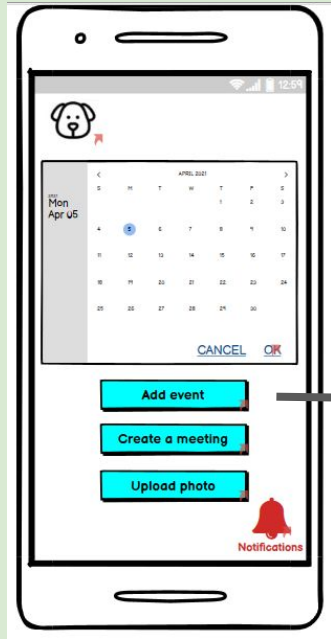 12:59
< APRIL 2021 >
S M T W T F S
Mon
Apr 05
1 2 3
4 5 6 7 8 9 10
11 12 13 14 15 16 17
18 19 20 21 22 23 24
25 26 27 28 29 30
CANCEL OK
Add event
Create a meeting
Upload photo
Notifications